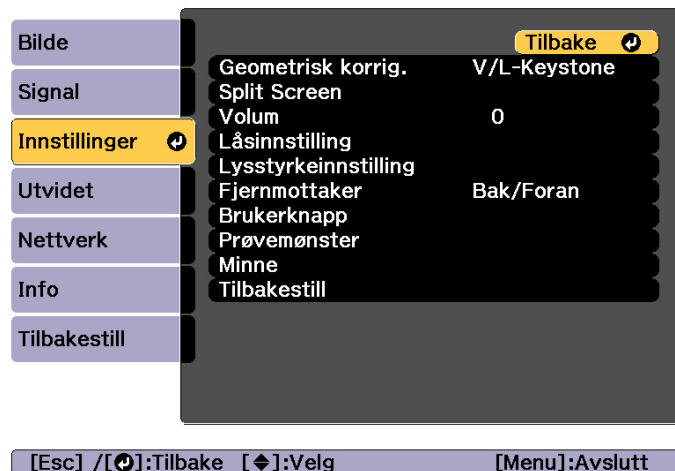 Bilde
Signal
Innstillinger
Utvidet
Nettverk
Info
Tilbakestill
Tilbake
Geometrisk korrig. V/L-Keystone
Split Screen
Volum 0
Låsinnstilling
Lysstyrkeinnstilling
Fjernmottaker Bak/Foran
Brukerknapp
Prøvemønster
Minne
Tilbakestill
[Esc] /[⏎]:Tilbake [◆]:Velg [Menu]:Avslutt